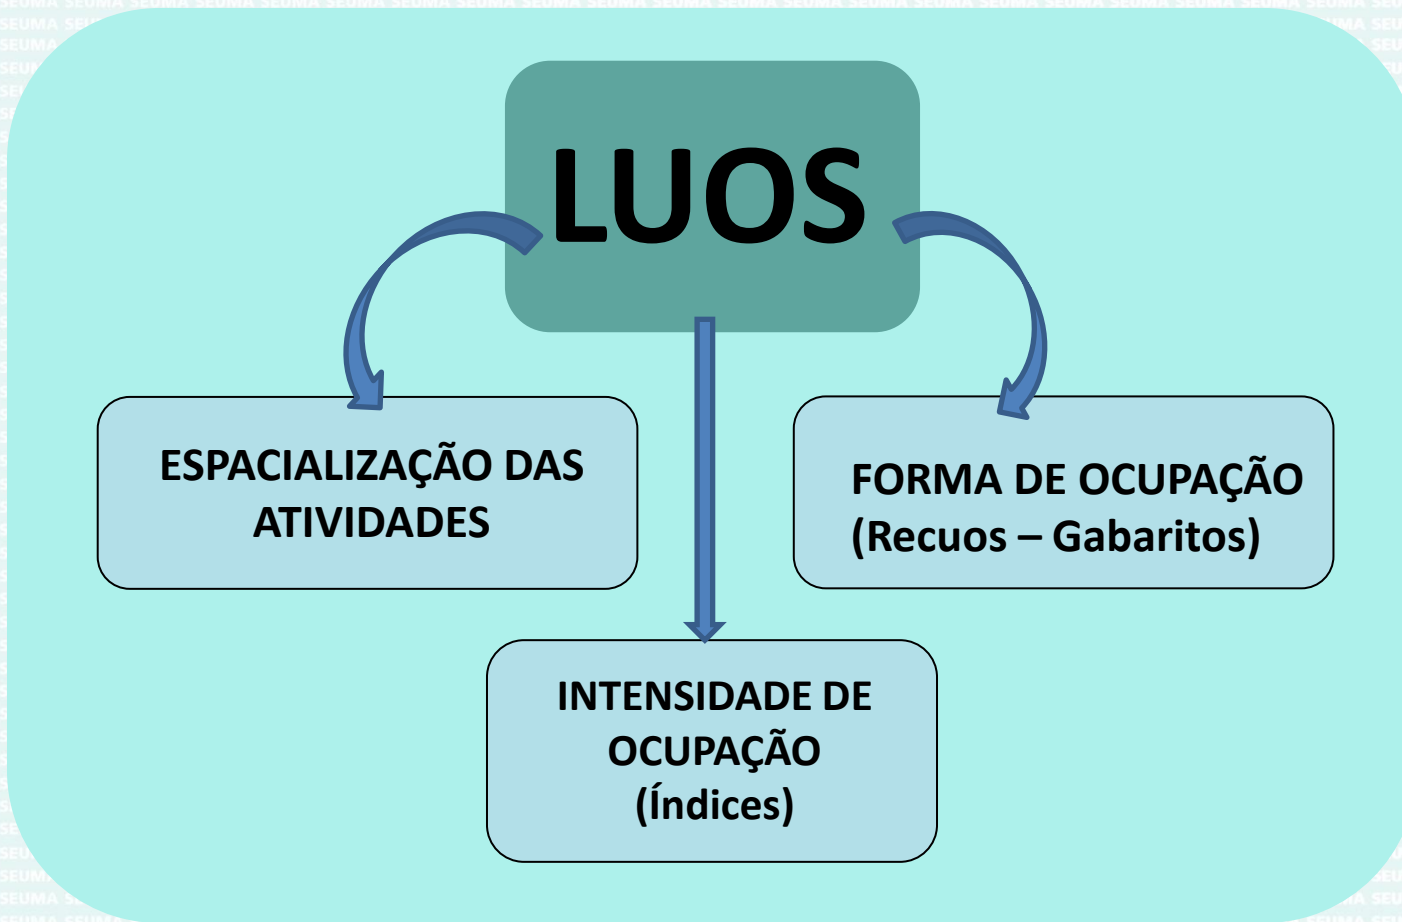 LUOS
ESPACIALIZAÇÃO DAS
ATIVIDADES
FORMA DE OCUPAÇÃO
(Recuos – Gabaritos)
INTENSIDADE DE
OCUPAÇÃO
(Índices)